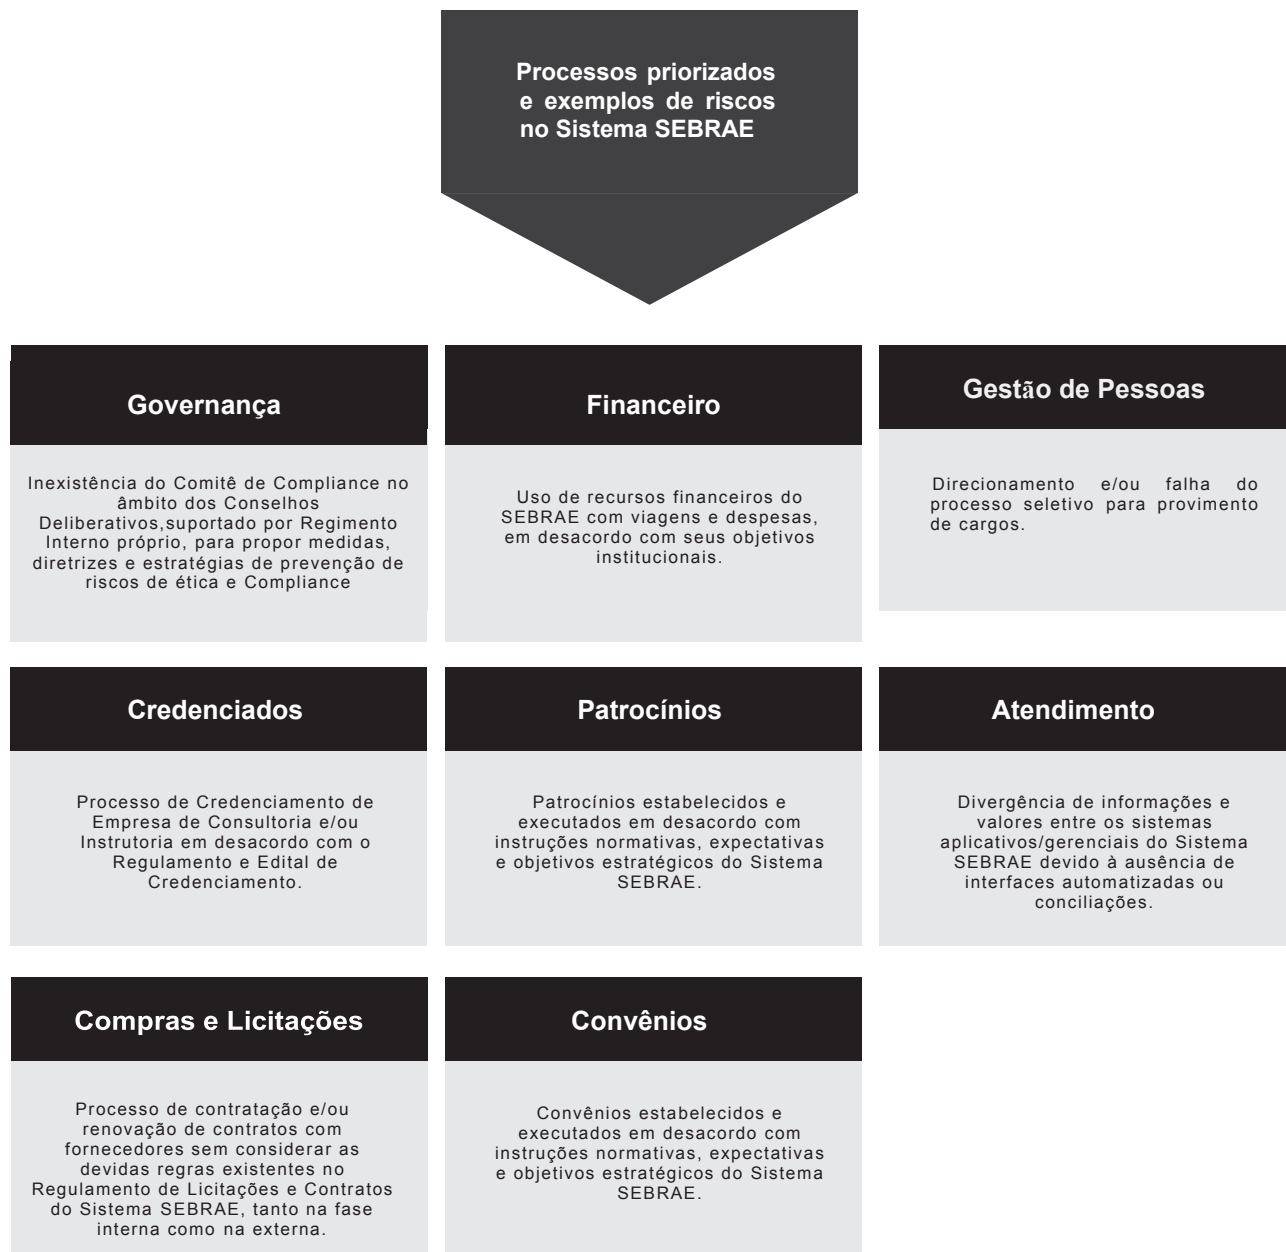 Processos priorizados
e exemplos de riscos
no Sistema SEBRAE
Governança
Inexistência do Comitê de Compliance no
âmbito dos Conselhos
Deliberativos,suportado por Regimento
Interno próprio, para propor medidas,
diretrizes e estratégias de prevenção de
riscos de ética e Compliance
Financeiro
Uso de recursos financeiros do
SEBRAE com viagens e despesas,
em desacordo com seus objetivos
institucionais.
Gestão de Pessoas
Direcionamento e/ou falha do
processo seletivo para provimento
de cargos.
Credenciados
Processo de Credenciamento de
Empresa de Consultoria e/ou
Instrutoria em desacordo com o
Regulamento e Edital de
Credenciamento.
Patrocínios
Patrocínios estabelecidos e
executados em desacordo com
instruções normativas, expectativas
e objetivos estratégicos do Sistema
SEBRAE.
Atendimento
Divergência de informações e
valores entre os sistemas
aplicativos/gerenciais do Sistema
SEBRAE devido à ausência de
interfaces automatizadas ou
conciliações.
Compras e Licitações
Processo de contratação e/ou
renovação de contratos com
fornecedores sem considerar as
devidas regras existentes no
Regulamento de Licitações e Contratos
do Sistema SEBRAE, tanto na fase
interna como na externa.
Convênios
Convênios estabelecidos e
executados em desacordo com
instruções normativas, expectativas
e objetivos estratégicos do Sistema
SEBRAE.